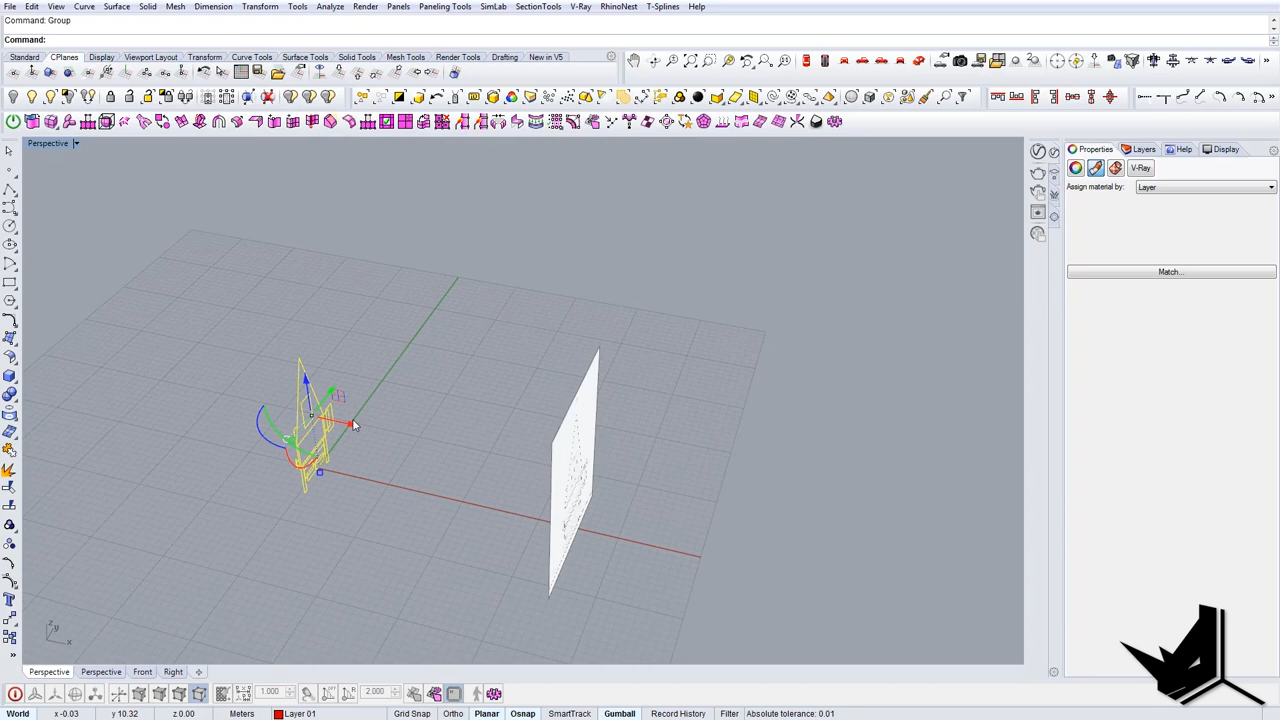 File Edit View Curve Surface Solid Mesh Dimension Transform Tools Analyze Render Panels Paneling Tools SimLab SectionTools V-Ray RhinoNest T-Splines Help
Command: Group
Command:
Standard CPlanes Display Viewport Layout Transform Curve Tools Surface Tools Solid Tools Mesh Tools Render Tools Drafting New in V5
Perspective
Properties Layers Help Display
V-Ray
Assign material by: Layer
Match...
z y x
Perspective Perspective Front Right
1.000 2.000
World x -0.03 y 10.32 z 0.00 Meters Layer 01 Grid Snap Ortho Planar Osnap SmartTrack Gumball Record History Filter Absolute tolerance: 0.01